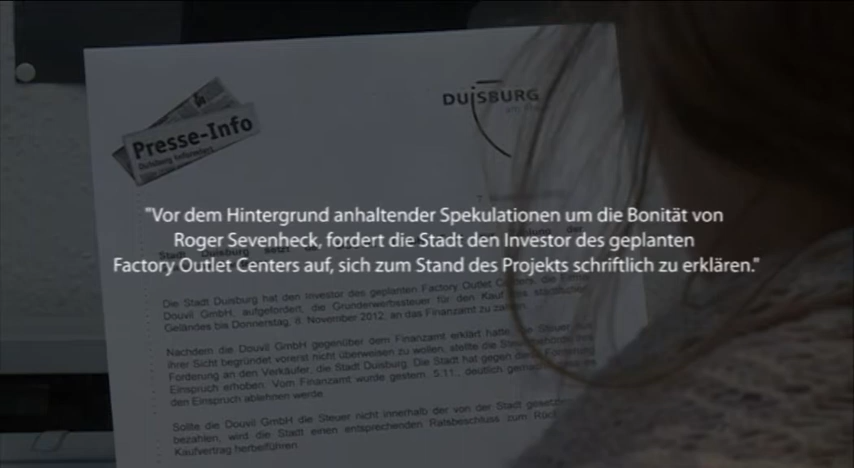 DUISBURG
Presse-Info
"Vor dem Hintergrund anhaltender Spekulationen um die Bonität von
Roger Sevenheck, fordert die Stadt den Investor des geplanten
Factory Outlet Centers auf, sich zum Stand des Projekts schriftlich zu erklären."
Die Stadt Duisburg hat den Investor des geplanten Factory Outlet Centers, die
Douvil GmbH, aufgefordert, die Grunderwerbssteuer für den Kauf des städtischen
Geländes bis Donnerstag, 8. November 2012, an das Finanzamt zu zahlen.
Nachdem die Douvil GmbH gegenüber dem Finanzamt erklärt hatte, die Steuer aus
ihrer Sicht begründet vorerst nicht überweisen zu wollen, stellte die
Forderung an den Verkäufer, die Stadt Duisburg. Die Stadt hat gegen diese Forderung
Einspruch erhoben. Vom Finanzamt wurde gestern, 5.11., deutlich
den Einspruch ablehnen werde.
Sollte die Douvil GmbH die Steuer nicht innerhalb der von der Stadt
bezahlen, wird die Stadt einen entsprechenden Ratsbeschluss zum
Kaufvertrag herbeiführen.